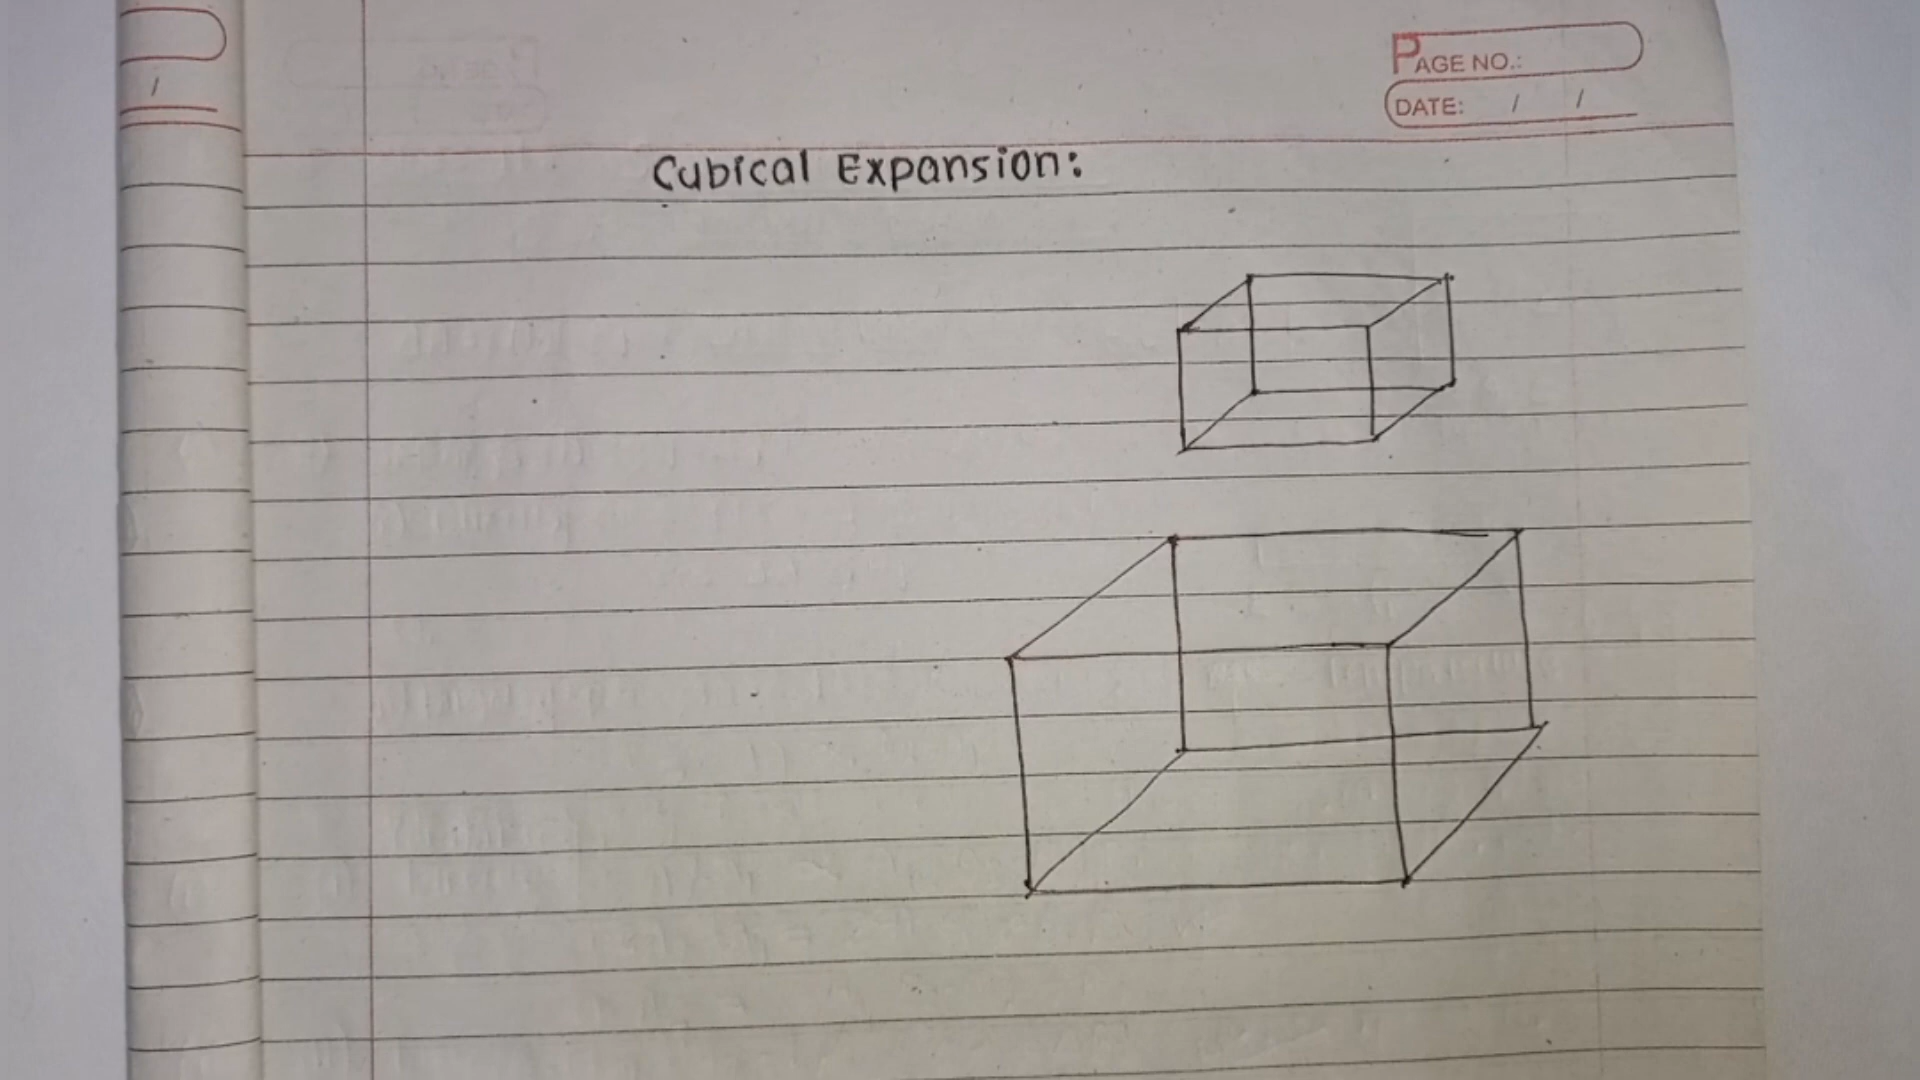 PAGE NO.:
/
DATE: / /
Cubical Expansion: